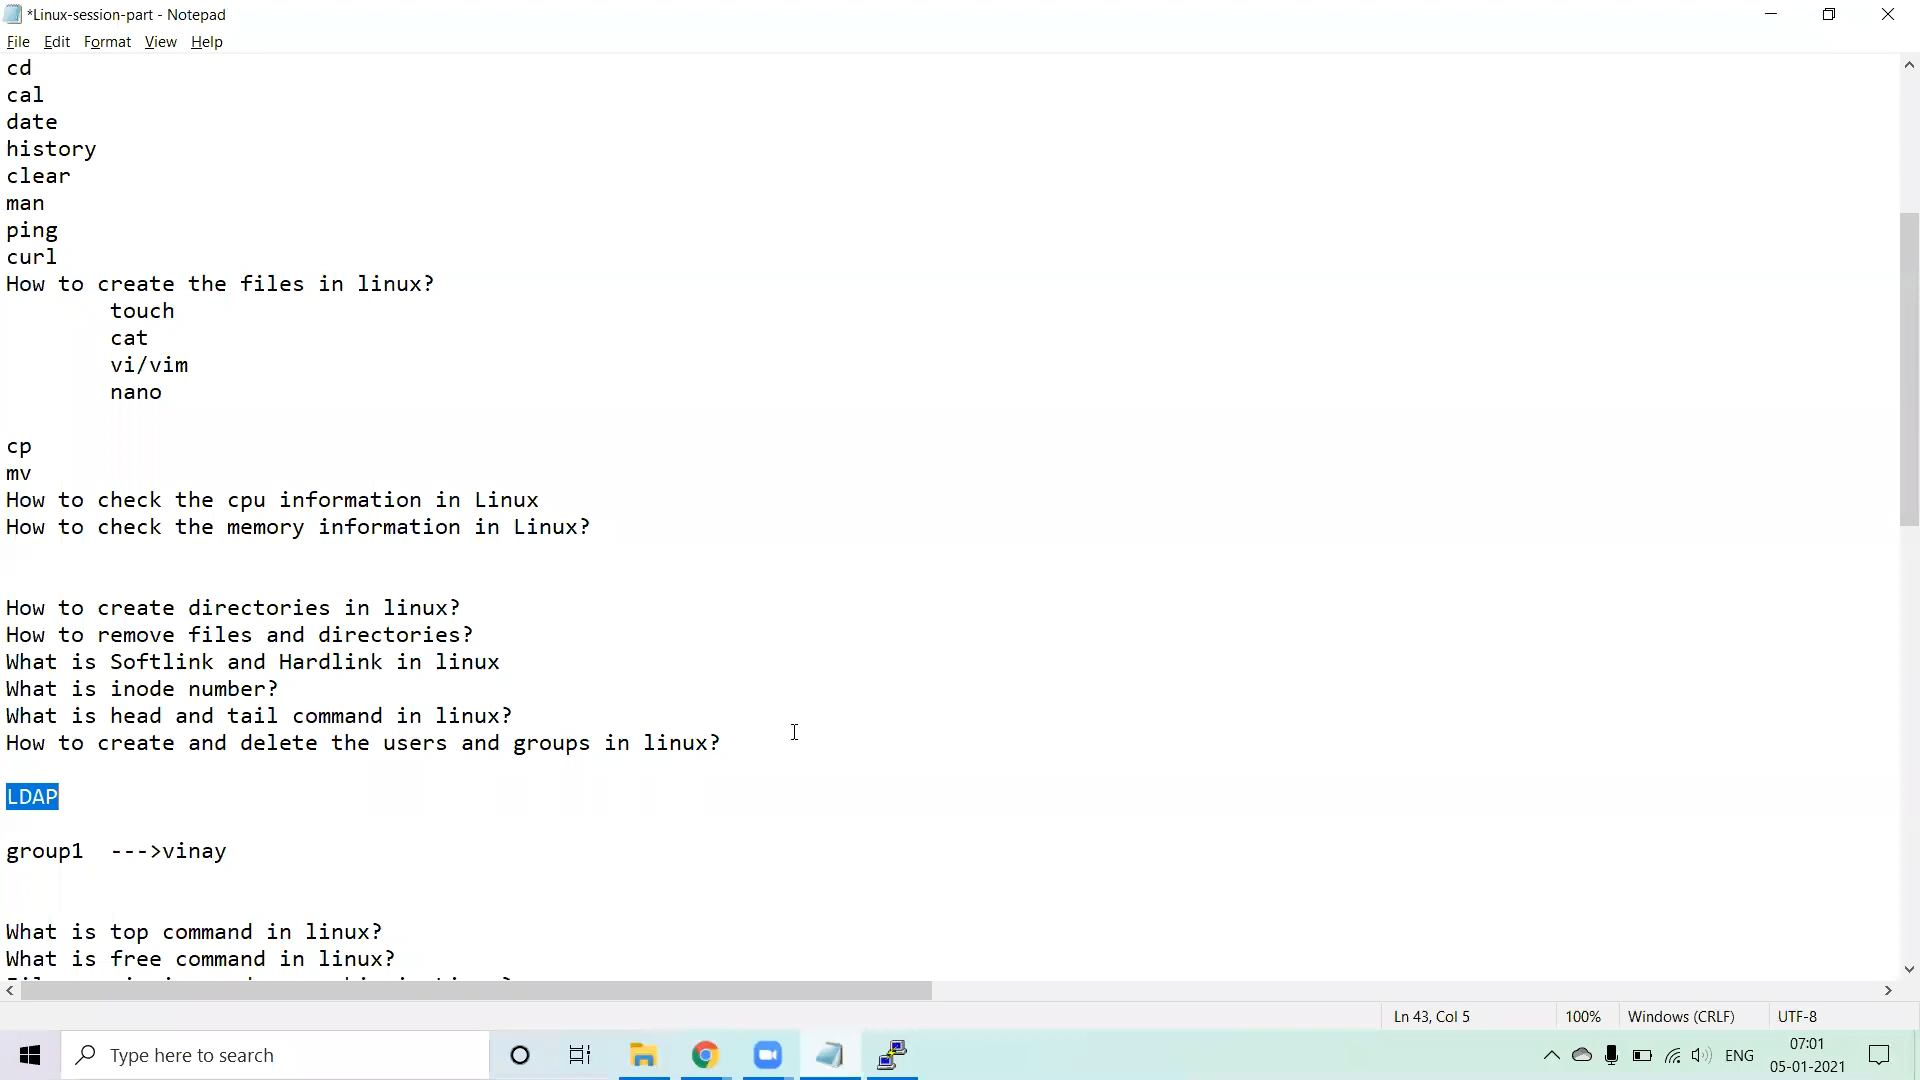 *Linux-session-part - Notepad
File Edit Format View Help
cd
cal
date
history
clear
man
ping
curl
How to create the files in linux?
touch
cat
vi/vim
nano
cp
mv
How to check the cpu information in Linux
How to check the memory information in Linux?
How to create directories in linux?
How to remove files and directories?
What is Softlink and Hardlink in linux
What is inode number?
What is head and tail command in linux?
How to create and delete the users and groups in linux?
LDAP
group1 --->vinay
What is top command in linux?
What is free command in linux?
Ln 43, Col 5 100% Windows (CRLF) UTF-8
Type here to search
ENG
07:01
05-01-2021